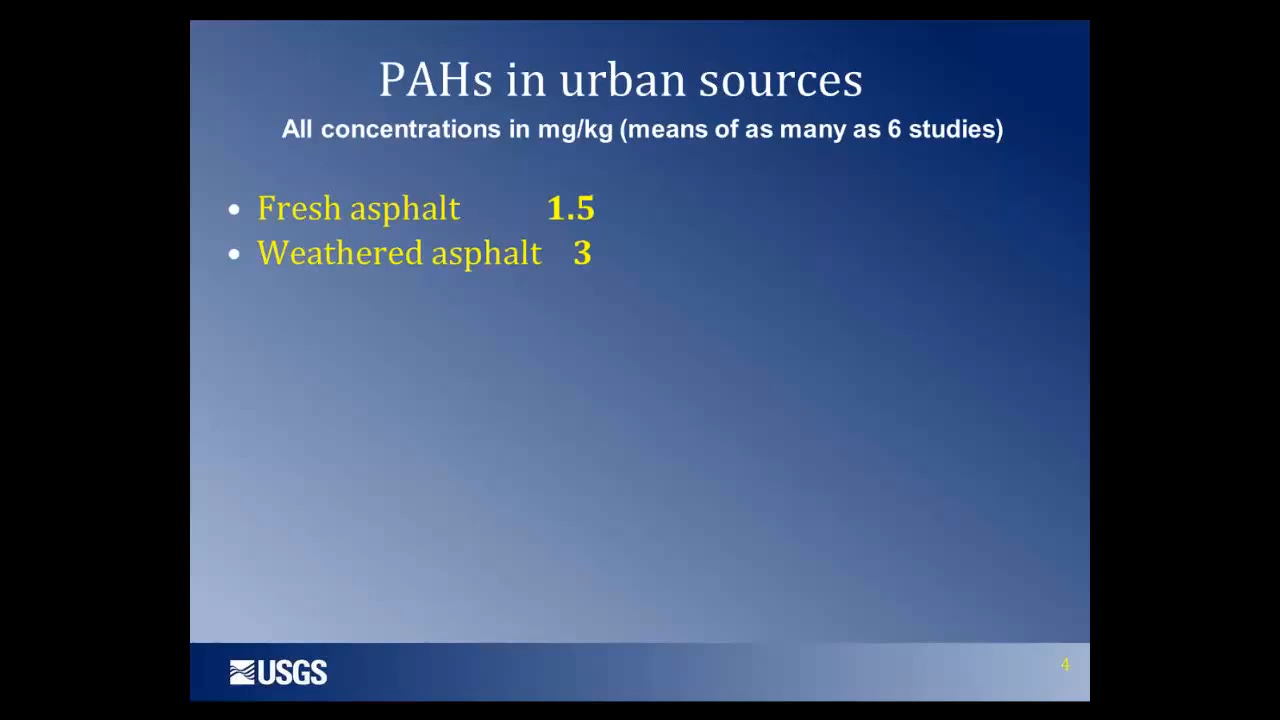 PAHs in urban sources
All concentrations in mg/kg (means of as many as 6 studies)
• Fresh asphalt 1.5
• Weathered asphalt 3
USGS
4